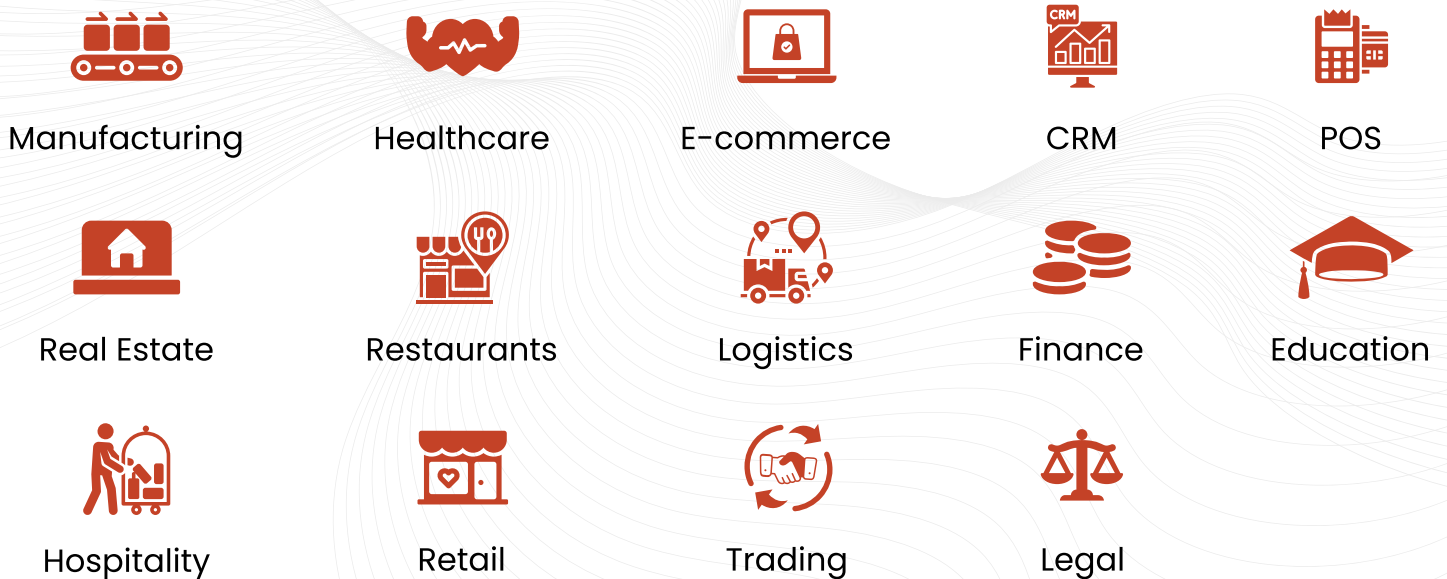 CRM
Manufacturing
Healthcare
E-commerce
CRM
POS
Real Estate
Restaurants
Logistics
Finance
Education
Hospitality
Retail
Trading
Legal